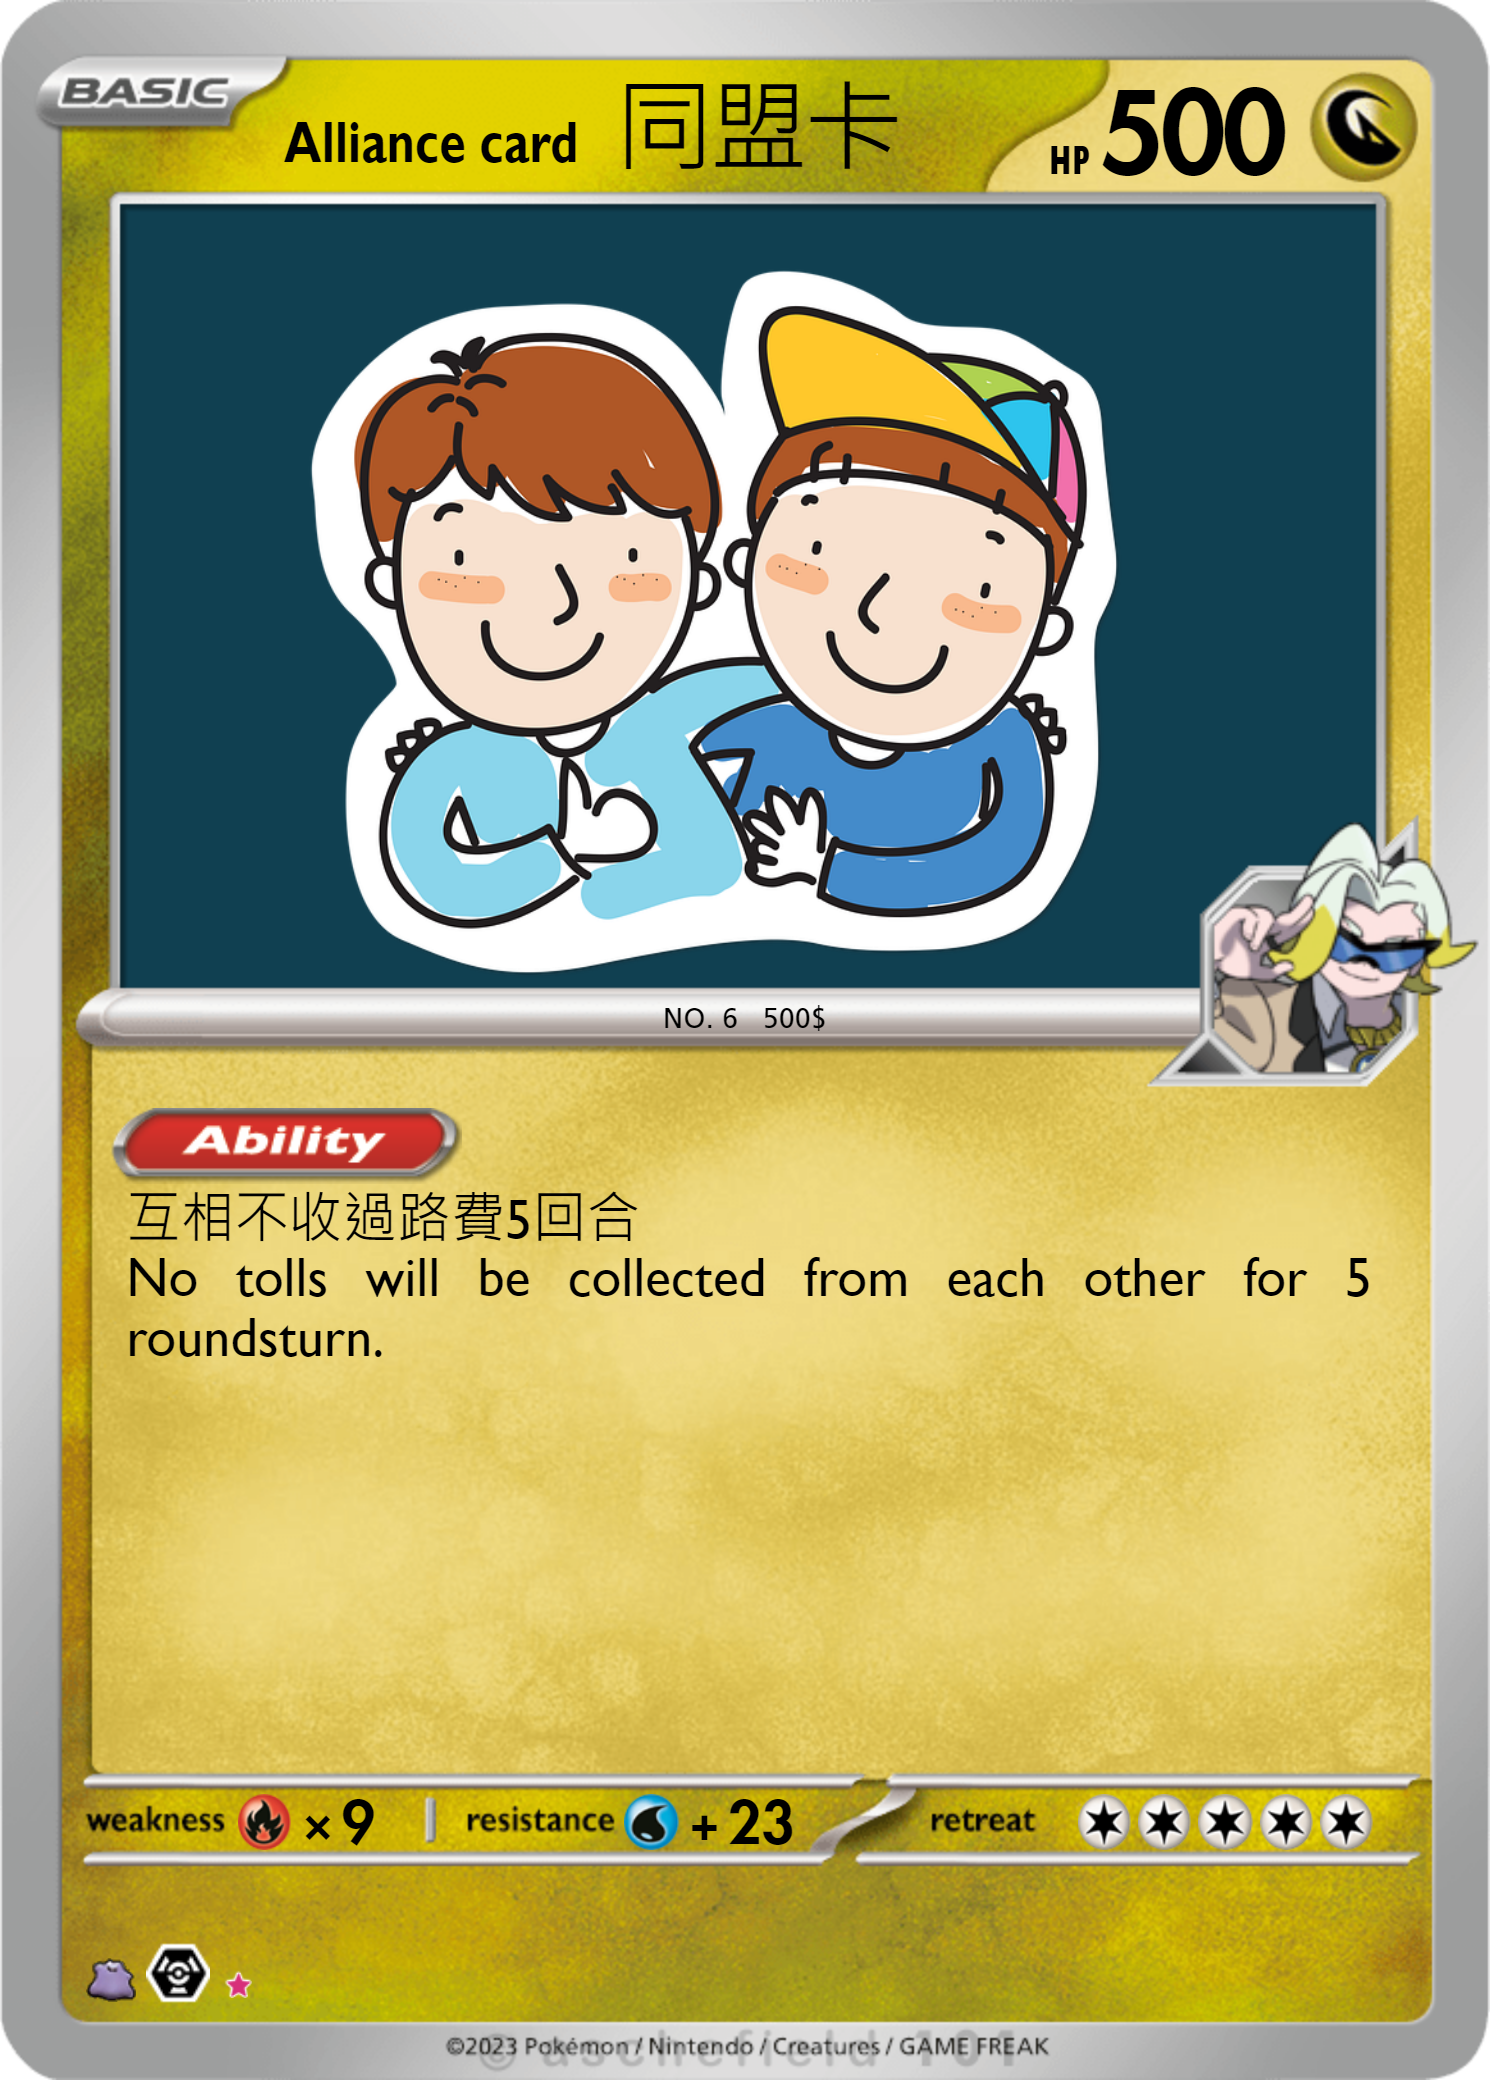 BASIC
Alliance card 同盟卡
HP 500
NO. 6 500$
Ability
互相不收過路費5回合
No tolls will be collected from each other for 5
roundsturn.
weakness × 9 resistance + 23 retreat
©2023 Pokémon / Nintendo / Creatures / GAME FREAK
© aschefield 101